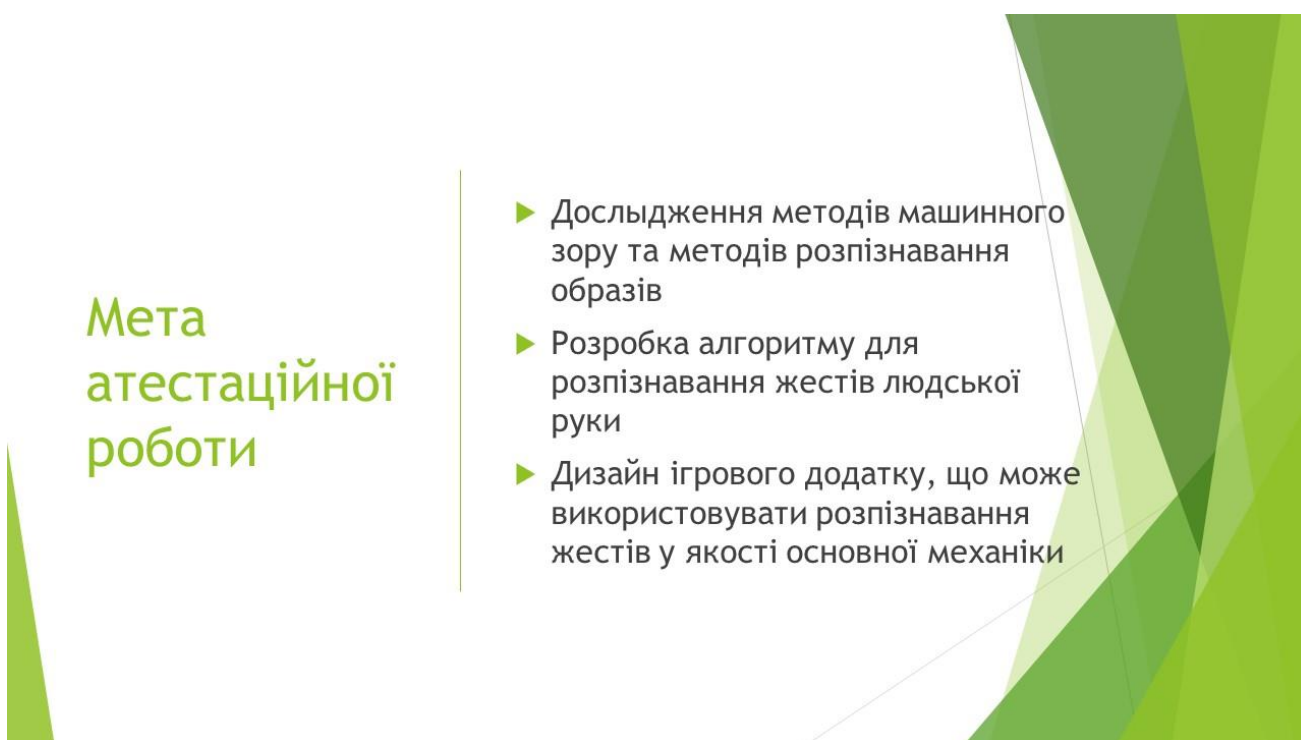 Мета
атестаційної
роботи
Дослыдження методів машинного
зору та методів розпізнавання
образів
Розробка алгоритму для
розпізнавання жестів людської
руки
Дизайн ігрового додатку, що може
використовувати розпізнавання
жестів у якості основної механіки